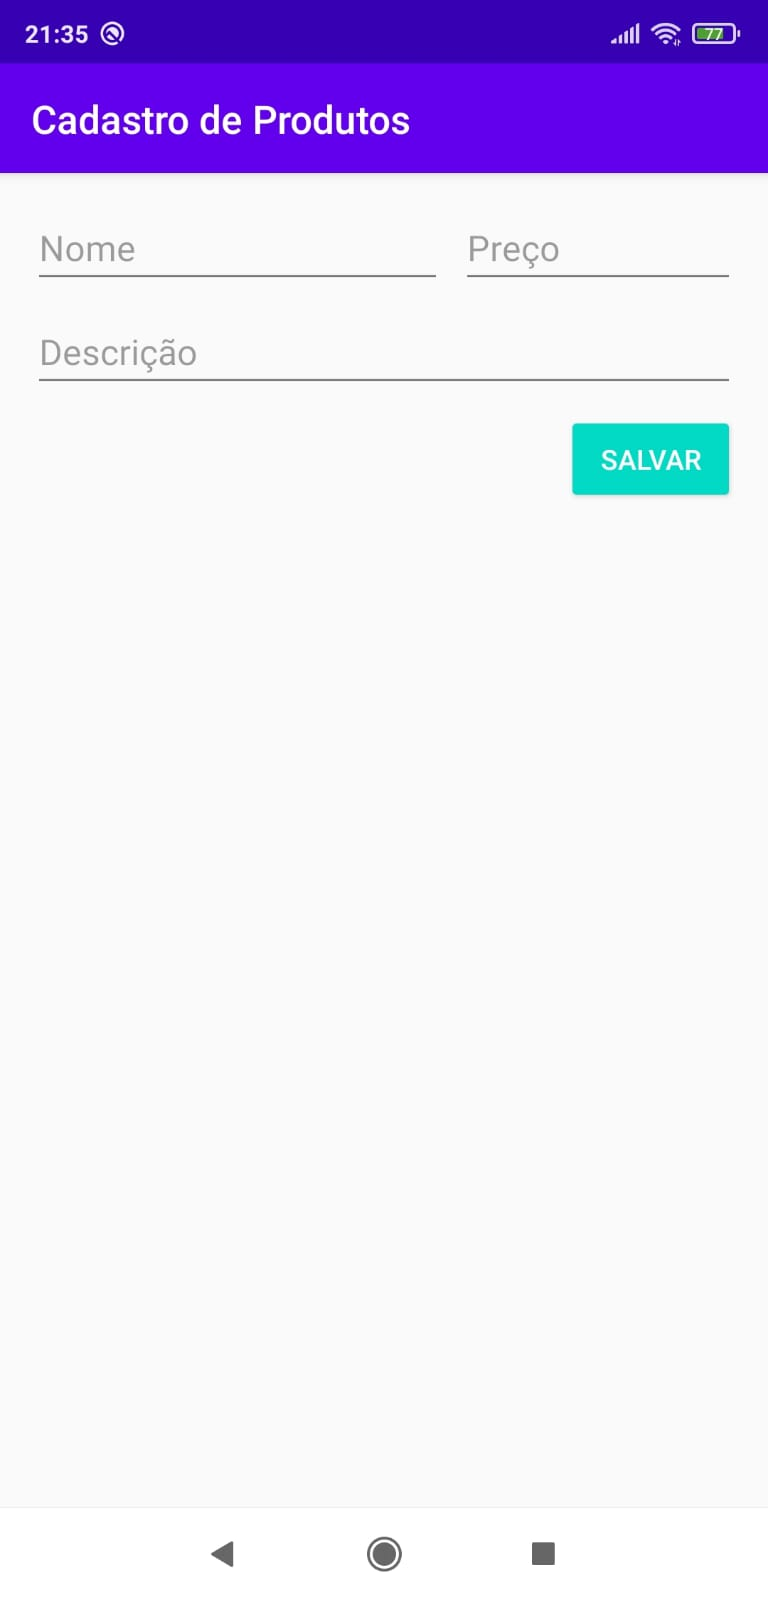 21:35
77
Cadastro de Produtos
Nome Preço
Descrição
SALVAR